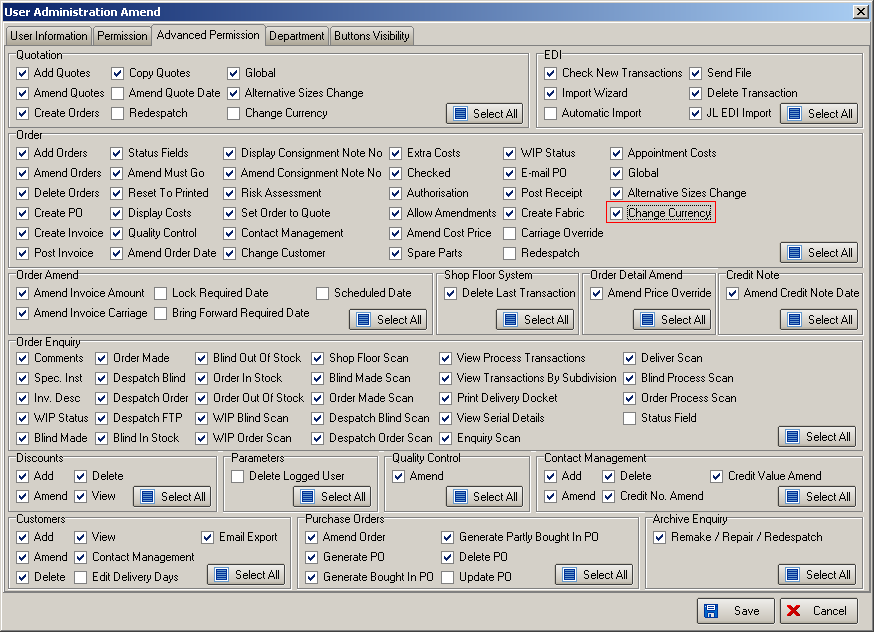 User Administration Amend
User Information Permission Advanced Permission Department Buttons Visibility
Quotation
Add Quotes Copy Quotes Global
Amend Quotes Amend Quote Date Alternative Sizes Change
Create Orders Redespatch Change Currency Select All
EDI
Check New Transactions Send File
Import Wizard Delete Transaction
Automatic Import JL EDI Import Select All
Order
Add Orders Status Fields Display Consignment Note No Extra Costs WIP Status Appointment Costs
Amend Orders Amend Must Go Amend Consignment Note No Checked E-mail PO Global
Delete Orders Reset To Printed Risk Assessment Authorisation Post Receipt Alternative Sizes Change
Create PO Display Costs Set Order to Quote Allow Amendments Create Fabric Change Currency
Create Invoice Quality Control Contact Management Amend Cost Price Carriage Override
Post Invoice Amend Order Date Change Customer Spare Parts Redespatch Select All
Order Amend
Amend Invoice Amount Lock Required Date Scheduled Date
Amend Invoice Carriage Bring Forward Required Date Select All
Shop Floor System
Delete Last Transaction
Select All
Order Detail Amend
Amend Price Override
Select All
Credit Note
Amend Credit Note Date
Select All
Order Enquiry
Comments Order Made Blind Out Of Stock Shop Floor Scan View Process Transactions Deliver Scan
Spec. Inst Despatch Blind Order In Stock Blind Made Scan View Transactions By Subdivision Blind Process Scan
Inv. Desc Despatch Order Order Out Of Stock Order Made Scan Print Delivery Docket Order Process Scan
WIP Status Despatch FTP WIP Blind Scan Despatch Blind Scan View Serial Details Status Field
Blind Made Blind In Stock WIP Order Scan Despatch Order Scan Enquiry Scan Select All
Discounts
Add Delete
Amend View Select All
Parameters
Delete Logged User
Select All
Quality Control
Amend
Select All
Contact Management
Add Delete Credit Value Amend
Amend Credit No. Amend Select All
Customers
Add View Email Export
Amend Contact Management
Delete Edit Delivery Days Select All
Purchase Orders
Amend Order Generate Partly Bought In PO
Generate PO Delete PO
Generate Bought In PO Update PO Select All
Archive Enquiry
Remake / Repair / Redespatch
Select All
Save Cancel